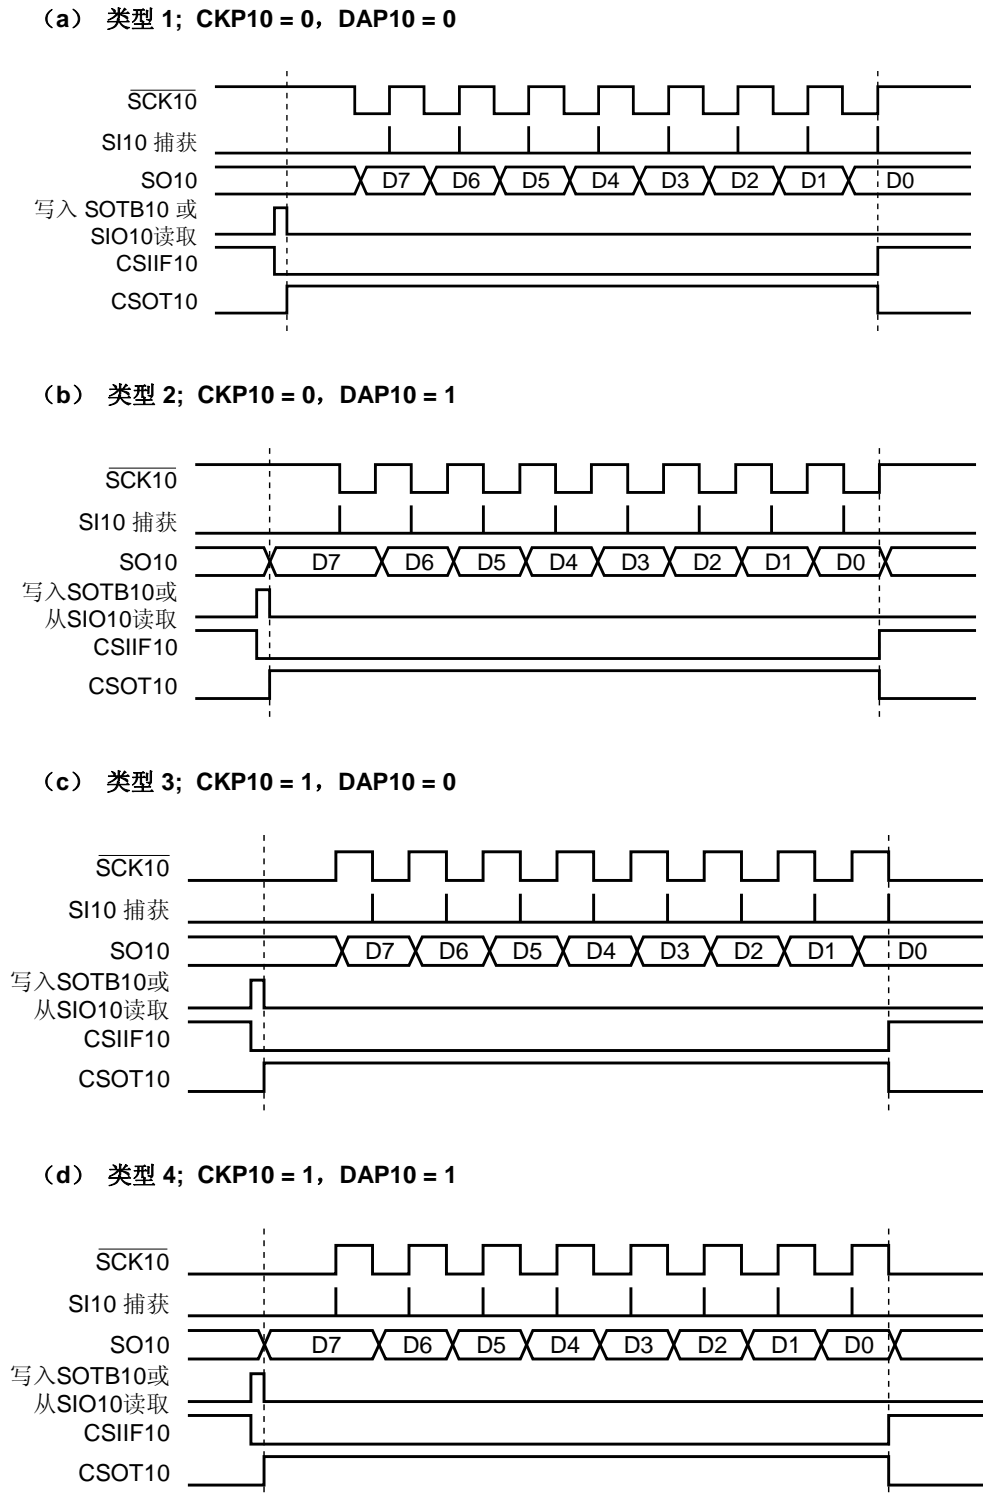 （a） 类型 1; CKP10 = 0，DAP10 = 0
SCK10
SI10 捕获
SO10 D7 D6 D5 D4 D3 D2 D1 D0
写入 SOTB10 或
SIO10读取
CSIIF10
CSOT10
（b） 类型 2; CKP10 = 0，DAP10 = 1
SCK10
SI10 捕获
SO10 D7 D6 D5 D4 D3 D2 D1 D0
写入SOTB10或
从SIO10读取
CSIIF10
CSOT10
（c） 类型 3; CKP10 = 1，DAP10 = 0
SCK10
SI10 捕获
SO10 D7 D6 D5 D4 D3 D2 D1 D0
写入SOTB10或
从SIO10读取
CSIIF10
CSOT10
（d） 类型 4; CKP10 = 1，DAP10 = 1
SCK10
SI10 捕获
SO10 D7 D6 D5 D4 D3 D2 D1 D0
写入SOTB10或
从SIO10读取
CSIIF10
CSOT10